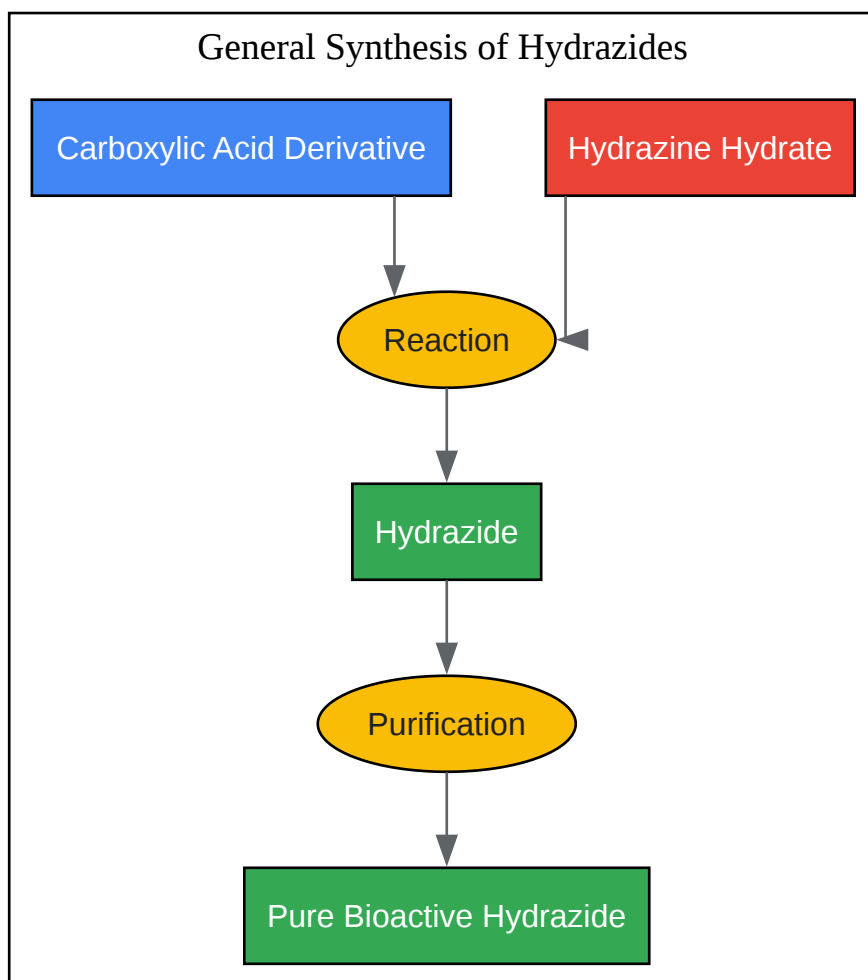 General Synthesis of Hydrazides
Carboxylic Acid Derivative
Hydrazine Hydrate
Reaction
Hydrazide
Purification
Pure Bioactive Hydrazide